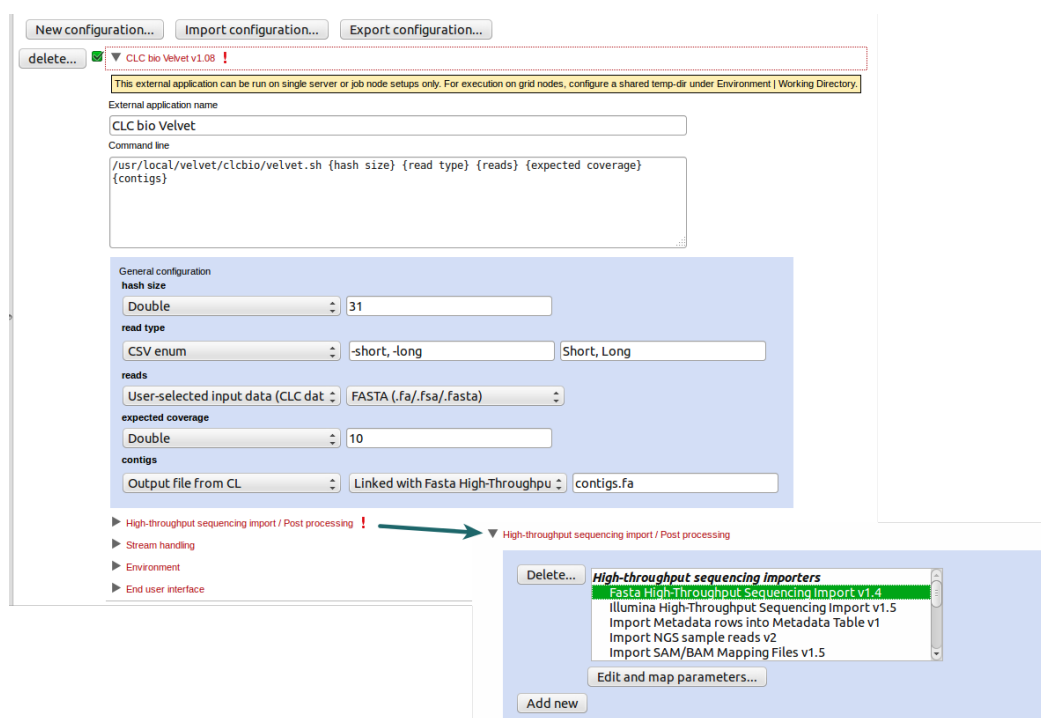 New configuration... Import configuration... Export configuration...
delete... CLC bio Velvet v1.08 !
This external application can be run on single server or job node setups only. For execution on grid nodes, configure a shared temp-dir under Environment | Working Directory.
External application name
CLC bio Velvet
Command line
/usr/local/velvet/clcbio/velvet.sh {hash size} {read type} {reads} {expected coverage}
{contigs}
General configuration
hash size
Double 31
read type
CSV enum -short, -long Short, Long
reads
User-selected input data (CLC dat FASTA (.fa/.fsa/.fasta)
expected coverage
Double 10
contigs
Output file from CL Linked with Fasta High-Throughpu contigs.fa
High-throughput sequencing import / Post processing !
Stream handling
Environment
End user interface
High-throughput sequencing import / Post processing
Delete...
High-throughput sequencing importers
Fasta High-Throughput Sequencing Import v1.4
Illumina High-Throughput Sequencing Import v1.5
Import Metadata rows into Metadata Table v1
Import NGS sample reads v2
Import SAM/BAM Mapping Files v1.5
Edit and map parameters...
Add new